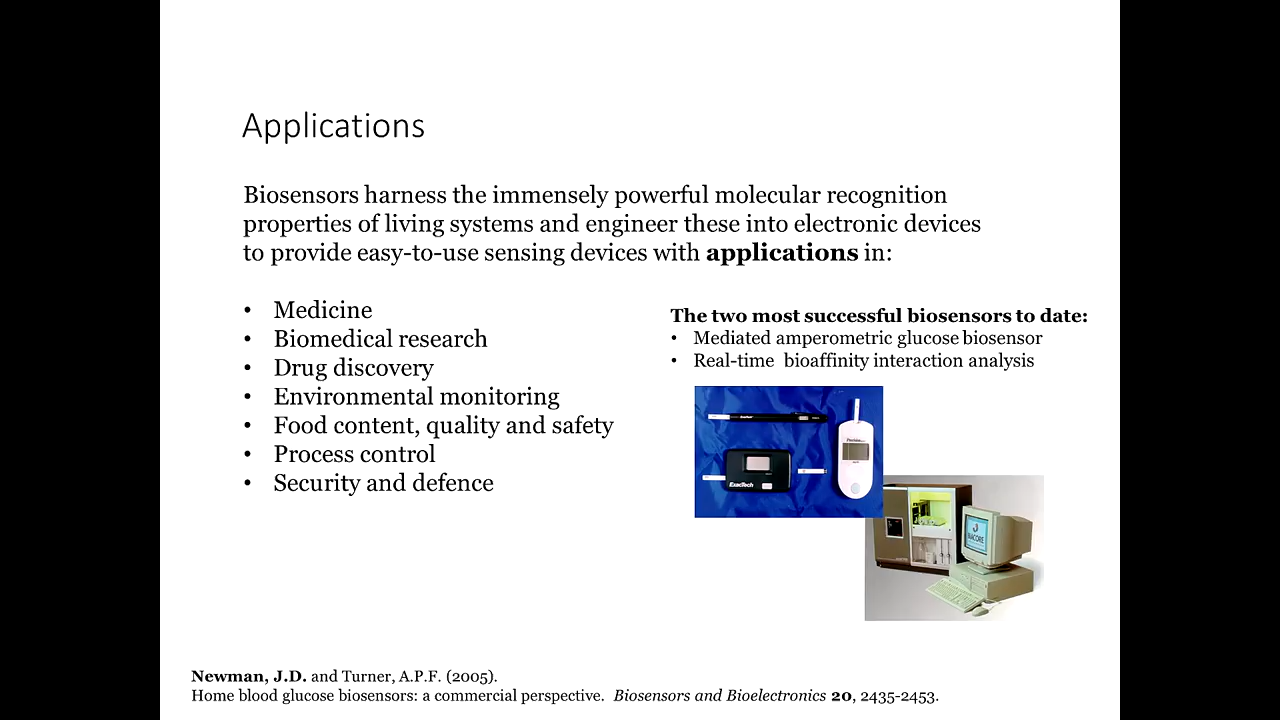 Applications
Biosensors harness the immensely powerful molecular recognition
properties of living systems and engineer these into electronic devices
to provide easy-to-use sensing devices with applications in:
• Medicine
• Biomedical research
• Drug discovery
• Environmental monitoring
• Food content, quality and safety
• Process control
• Security and defence
The two most successful biosensors to date:
• Mediated amperometric glucose biosensor
• Real-time  bioaffinity interaction analysis
ExacTech
BIACORE
Newman, J.D. and Turner, A.P.F. (2005).
Home blood glucose biosensors: a commercial perspective.  Biosensors and Bioelectronics 20, 2435-2453.